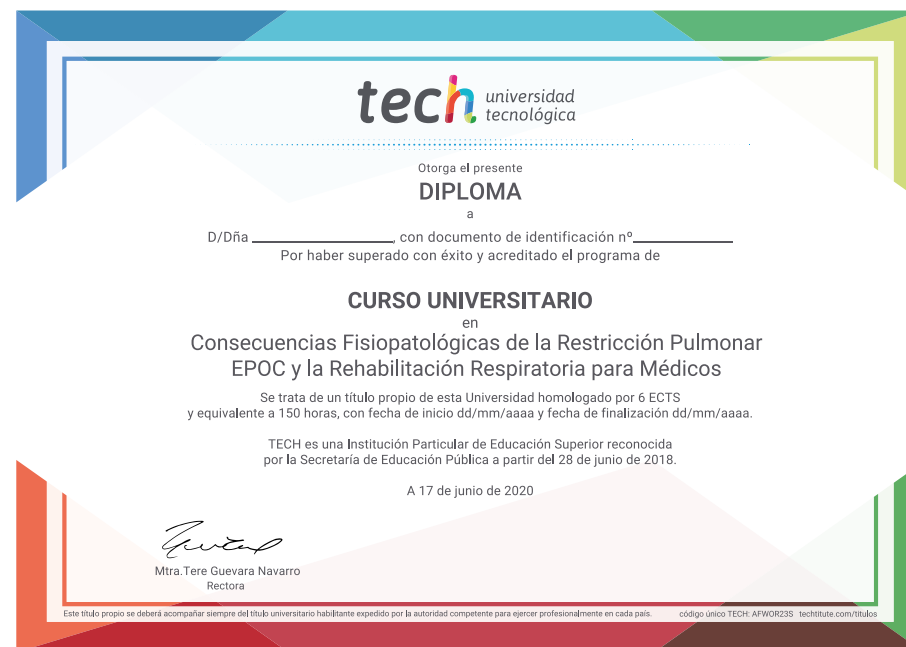 tech universidad
tecnológica
Otorga el presente
DIPLOMA
a
D/Dña ____________________, con documento de identificación nº______________
Por haber superado con éxito y acreditado el programa de
CURSO UNIVERSITARIO
en
Consecuencias Fisiopatológicas de la Restricción Pulmonar
EPOC y la Rehabilitación Respiratoria para Médicos
Se trata de un título propio de esta Universidad homologado por 6 ECTS
y equivalente a 150 horas, con fecha de inicio dd/mm/aaaa y fecha de finalización dd/mm/aaaa.
TECH es una Institución Particular de Educación Superior reconocida
por la Secretaría de Educación Pública a partir del 28 de junio de 2018.
A 17 de junio de 2020
Mtra.Tere Guevara Navarro
Rectora
Este título propio se deberá acompañar siempre del título universitario habilitante expedido por la autoridad competente para ejercer profesionalmente en cada país. código único TECH: AFWOR23S techtitute.com/titulos